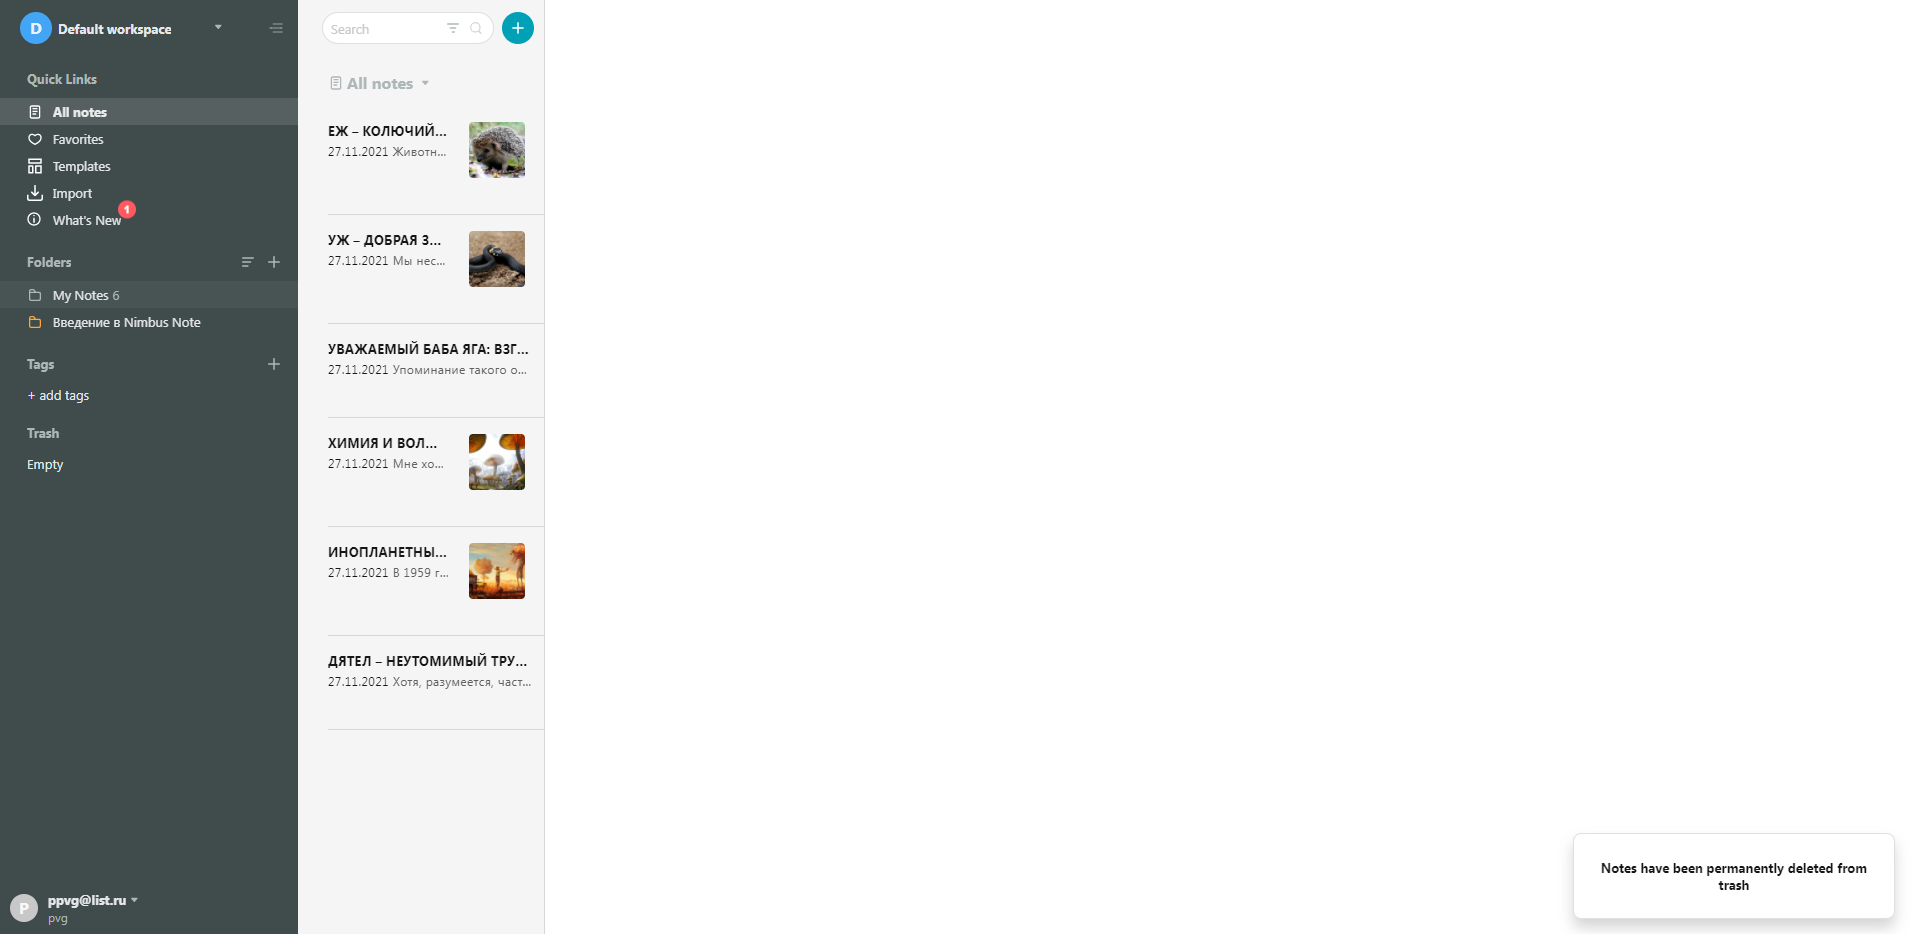 D Default workspace
Quick Links
All notes
Favorites
Templates
Import
What's New 1
Folders
My Notes 6
Введение в Nimbus Note
Tags
+ add tags
Trash
Empty
P ppvg@list.ru
pvg
Search
All notes
ЕЖ – КОЛЮЧИЙ...
27.11.2021 Животн...
УЖ – ДОБРАЯ З...
27.11.2021 Мы нес...
УВАЖАЕМЫЙ БАБА ЯГА: ВЗГ...
27.11.2021 Упоминание такого о...
ХИМИЯ И ВОЛ...
27.11.2021 Мне хо...
ИНОПЛАНЕТНЫ...
27.11.2021 В 1959 г...
ДЯТЕЛ – НЕУТОМИМЫЙ ТРУ...
27.11.2021 Хотя, разумеется, част...
Notes have been permanently deleted from
trash